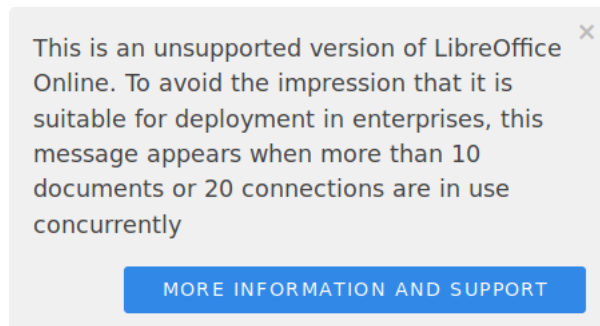 This is an unsupported version of LibreOffice
Online. To avoid the impression that it is
suitable for deployment in enterprises, this
message appears when more than 10
documents or 20 connections are in use
concurrently
MORE INFORMATION AND SUPPORT